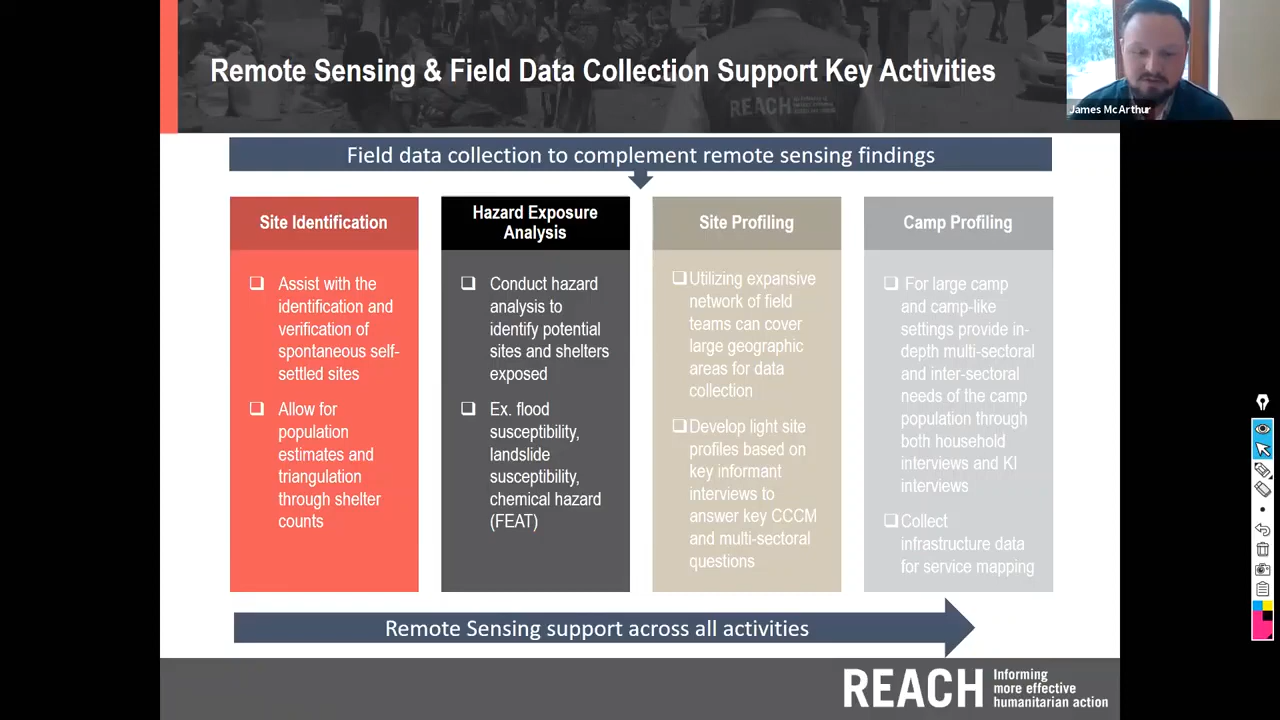 Remote Sensing & Field Data Collection Support Key Activities
REACH
James McArthur
Field data collection to complement remote sensing findings
Site Identification
Assist with the
identification and
verification of
spontaneous self-
settled sites
Allow for
population
estimates and
triangulation
through shelter
counts
Hazard Exposure
Analysis
Conduct hazard
analysis to
identify potential
sites and shelters
exposed
Ex. flood
susceptibility,
landslide
susceptibility,
chemical hazard
(FEAT)
Site Profiling
Utilizing expansive
network of field
teams can cover
large geographic
areas for data
collection
Develop light site
profiles based on
key informant
interviews to
answer key CCCM
and multi-sectoral
questions
Camp Profiling
For large camp
and camp-like
settings provide in-
depth multi-sectoral
and inter-sectoral
needs of the camp
population through
both household
interviews and KI
interviews
Collect
infrastructure data
for service mapping
Remote Sensing support across all activities
REACH
Informing
more effective
humanitarian action